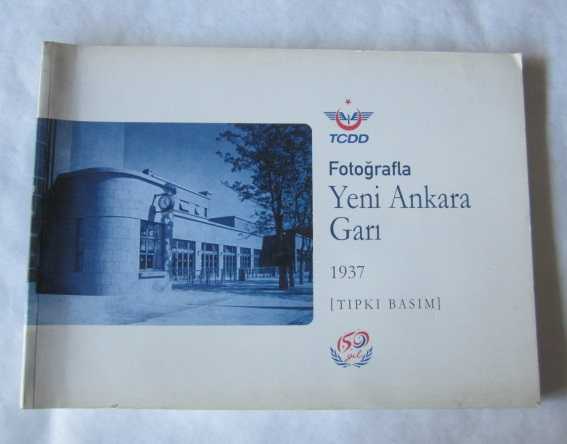 TCDD
Fotoğrafla
Yeni Ankara
Garı
1937
[TIPKI BASIM]
150
yıl